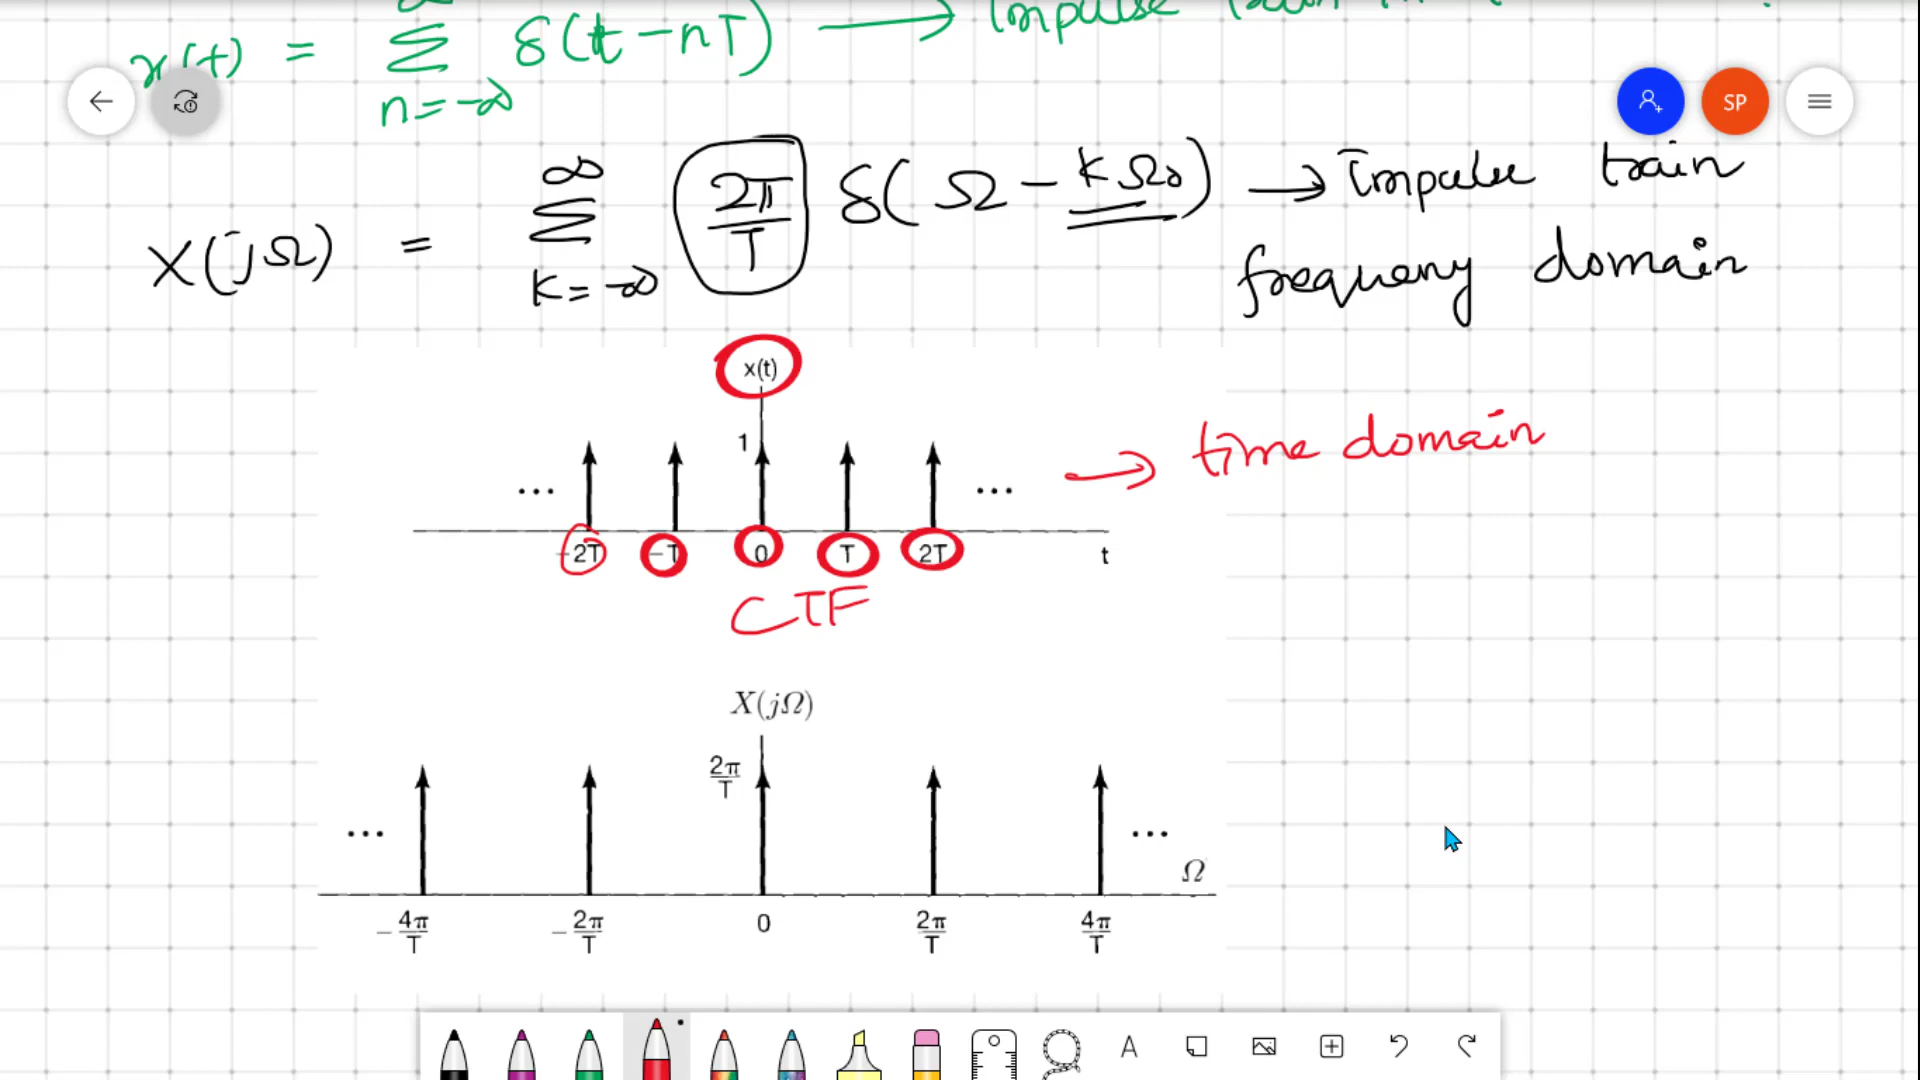 x(t) = ∞ Σ n=-∞ δ(t-nT) → Impulse train
X(jΩ) = ∞ Σ k=-∞ 2π/T δ(Ω - kΩ₀) → Impulse train
frequency domain
SP
x(t)
1
... ...
→ time domain
-2T -T 0 T 2T t
CTF
X(jΩ)
2π/T
... ...
Ω
-4π/T -2π/T 0 2π/T 4π/T
A